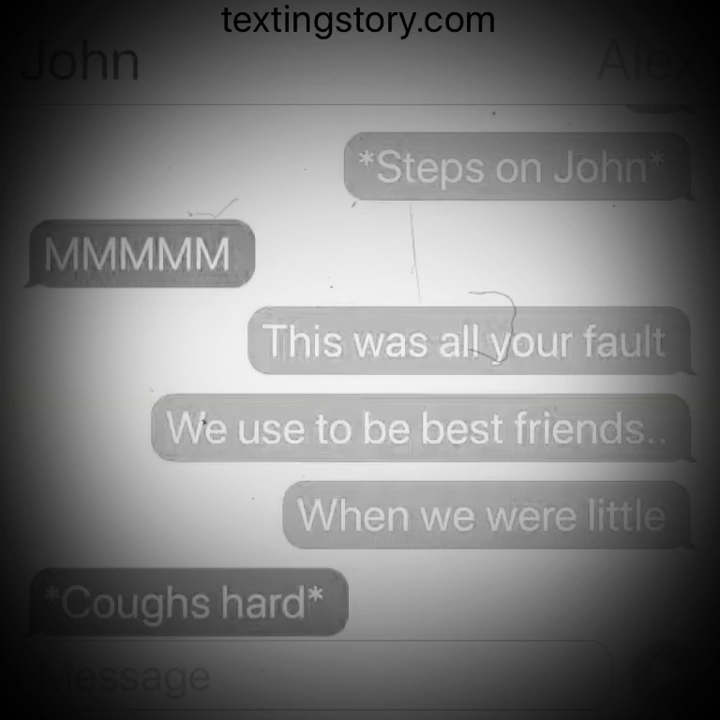 textingstory.com
John
Alex
*Steps on John*
MMMMM
This was all your fault
We use to be best friends..
When we were little
*Coughs hard*
Message